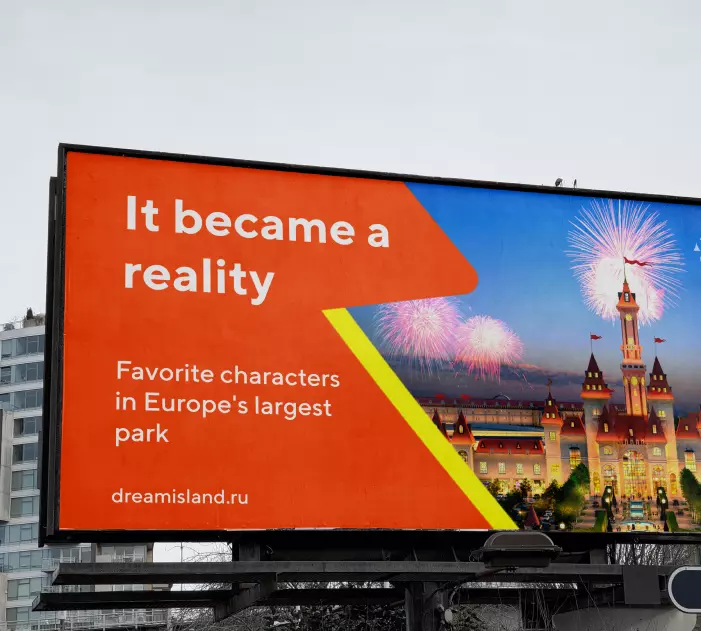 It became a
reality
Favorite characters
in Europe's largest
park
dreamisland.ru